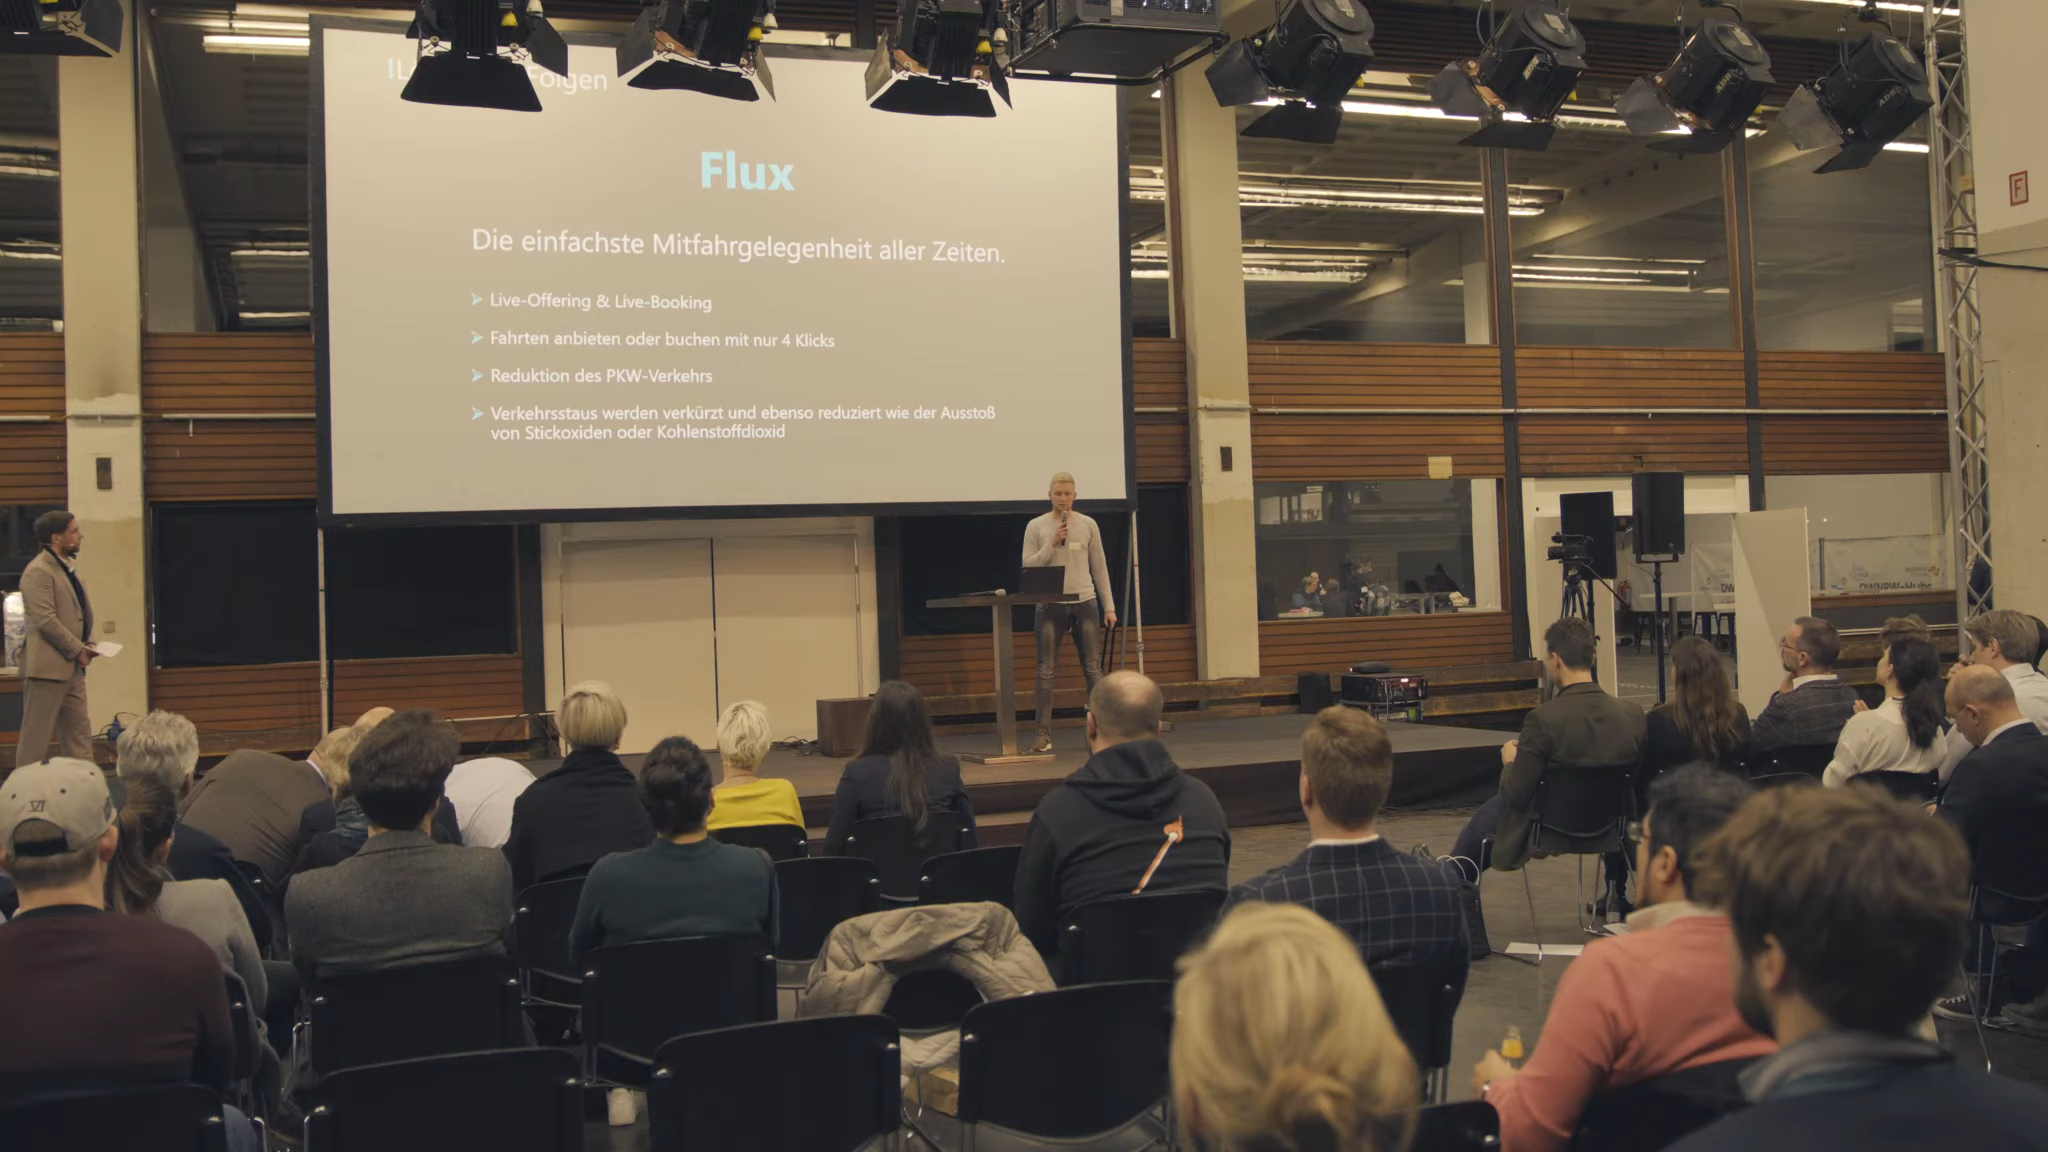 Folgen
Flux
Die einfachste Mitfahrgelegenheit aller Zeiten.
➢ Live-Offering & Live-Booking
➢ Fahrten anbieten oder buchen mit nur 4 Klicks
➢ Reduktion des PKW-Verkehrs
➢ Verkehrsstaus werden verkürzt und ebenso reduziert wie der Ausstoß
von Stickoxiden oder Kohlenstoffdioxid
F
VI